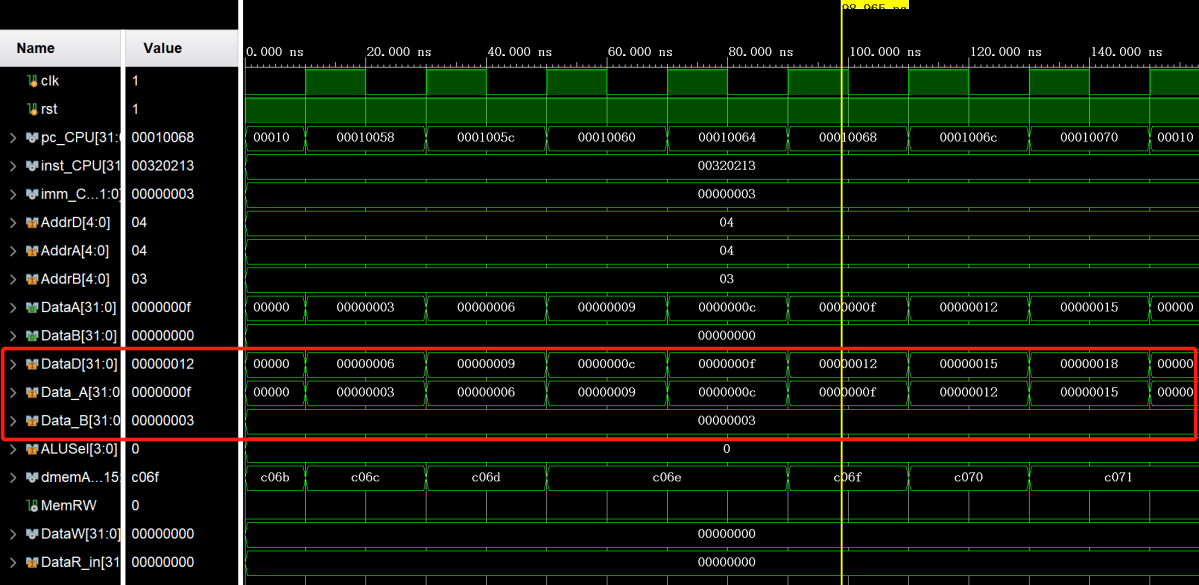 98.965 ns
Name Value 0.000 ns 20.000 ns 40.000 ns 60.000 ns 80.000 ns 100.000 ns 120.000 ns 140.000 ns
clk 1
rst 1
pc_CPU[31:0 00010068 00010 00010058 0001005c 00010060 00010064 00010068 0001006c 00010070 00010
inst_CPU[31 00320213 00320213
imm_C...1:0] 00000003 00000003
AddrD[4:0] 04 04
AddrA[4:0] 04 04
AddrB[4:0] 03 03
DataA[31:0] 0000000f 00000 00000003 00000006 00000009 0000000c 0000000f 00000012 00000015 00000
DataB[31:0] 00000000 00000000
DataD[31:0] 00000012 00000 00000006 00000009 0000000c 0000000f 00000012 00000015 00000018 00000
Data_A[31:0 0000000f 00000 00000003 00000006 00000009 0000000c 0000000f 00000012 00000015 00000
Data_B[31:0 00000003 00000003
ALUSel[3:0] 0 0
dmemA...15: c06f c06b c06c c06d c06e c06f c070 c071
MemRW 0
DataW[31:0] 00000000 00000000
DataR_in[31 00000000 00000000